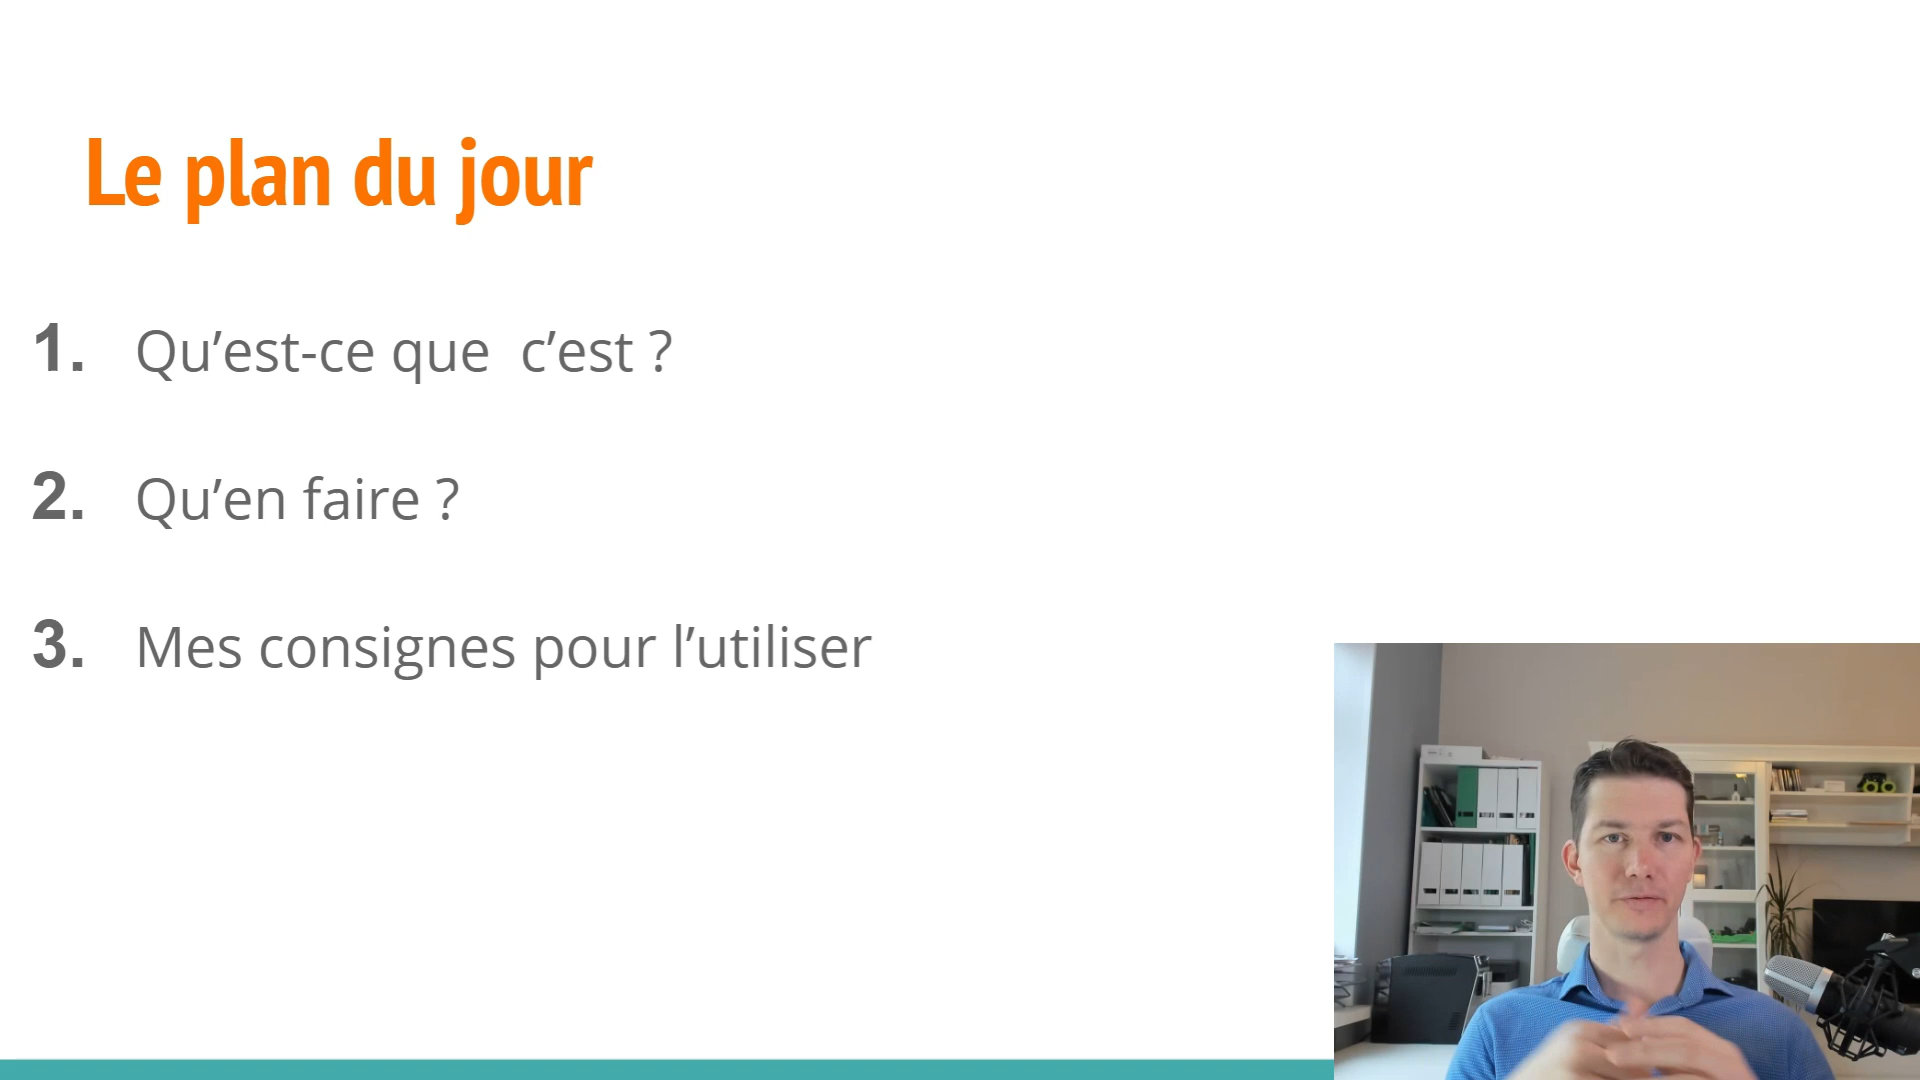 Le plan du jour
1. Qu’est-ce que  c’est ?
2. Qu’en faire ?
3. Mes consignes pour l’utiliser